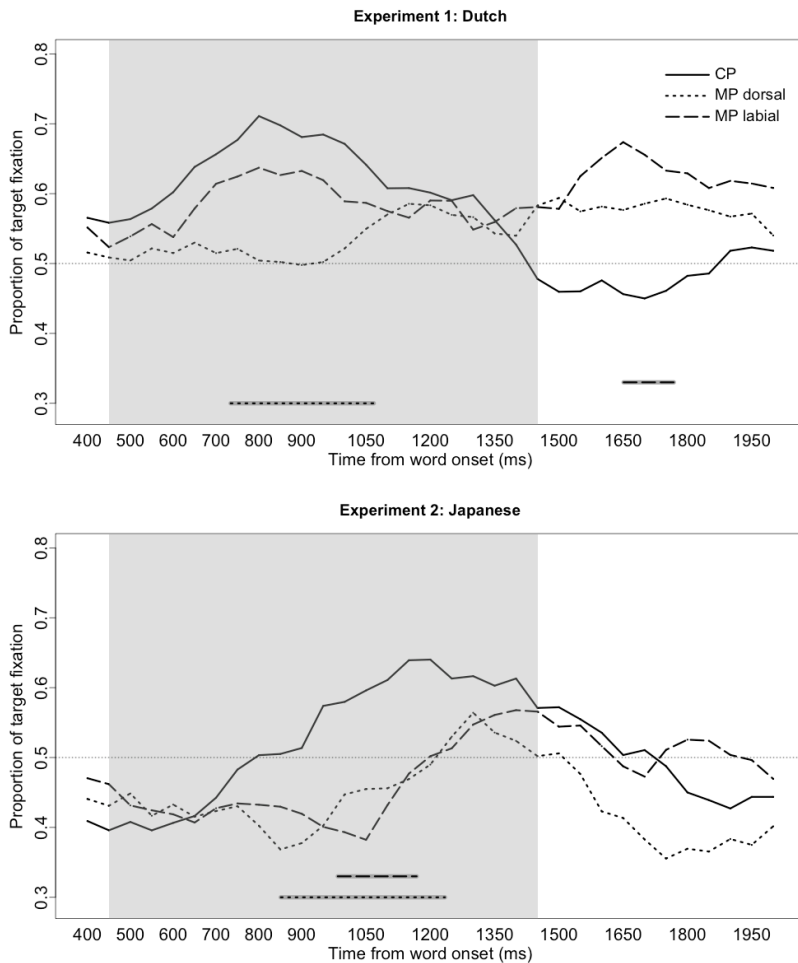 Experiment 1: Dutch
0.8
0.7
0.6
0.5
0.4
0.3
Proportion of target fixation
CP
MP dorsal
MP labial
400 500 600 700 800 900 1050 1200 1350 1500 1650 1800 1950
Time from word onset (ms)
Experiment 2: Japanese
0.8
0.7
0.6
0.5
0.4
0.3
Proportion of target fixation
400 500 600 700 800 900 1050 1200 1350 1500 1650 1800 1950
Time from word onset (ms)